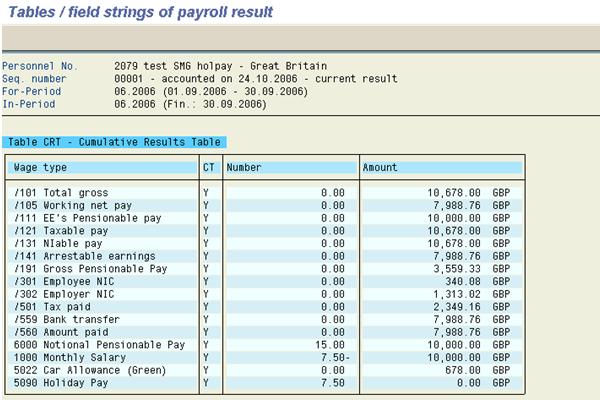 Tables / field strings of payroll result
Personnel No. 2079 test SMG holpay - Great Britain
Seq. number 00001 - accounted on 24.10.2006 - current result
For-Period 06.2006 (01.09.2006 - 30.09.2006)
In-Period 06.2006 (Fin.: 30.09.2006)
Table CRT - Cumulative Results Table
Wage type CT Number Amount
/101 Total gross Y 0.00 10,678.00 GBP
/105 Working net pay Y 0.00 7,988.76 GBP
/111 EE's Pensionable pay Y 0.00 10,000.00 GBP
/121 Taxable pay Y 0.00 10,678.00 GBP
/131 NIable pay Y 0.00 10,678.00 GBP
/141 Arrestable earnings Y 0.00 7,988.76 GBP
/191 Gross Pensionable Pay Y 0.00 3,559.33 GBP
/301 Employee NIC Y 0.00 340.08 GBP
/302 Employer NIC Y 0.00 1,313.02 GBP
/501 Tax paid Y 0.00 2,349.16 GBP
/559 Bank transfer Y 0.00 7,988.76 GBP
/560 Amount paid Y 0.00 7,988.76 GBP
6000 Notional Pensionable Pay Y 15.00 10,000.00 GBP
1000 Monthly Salary Y 7.50- 10,000.00 GBP
5022 Car Allowance (Green) Y 0.00 678.00 GBP
5090 Holiday Pay Y 7.50 0.00 GBP